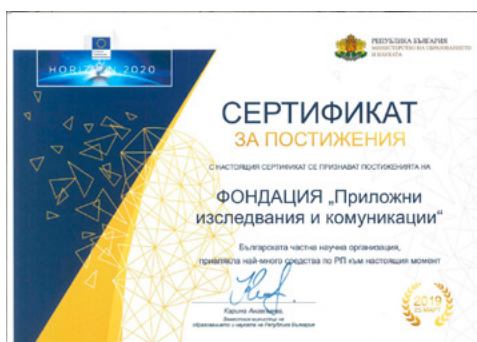 HORIZON 2020
РЕПУБЛИКА БЪЛГАРИЯ
МИНИСТЕРСТВО НА ОБРАЗОВАНИЕТО
И НАУКАТА
СЕРТИФИКАТ
ЗА ПОСТИЖЕНИЯ
С НАСТОЯЩИЯ СЕРТИФИКАТ СЕ ПРИЗНАВАТ ПОСТИЖЕНИЯТА НА
ФОНДАЦИЯ „Приложни
изследвания и комуникации“
Българската частна научна организация,
привлякла най-много средства по РП към настоящия момент
Карина Ангелиева,
Заместник-министър на
образованието и науката на Република България
2019
25 МАРТ